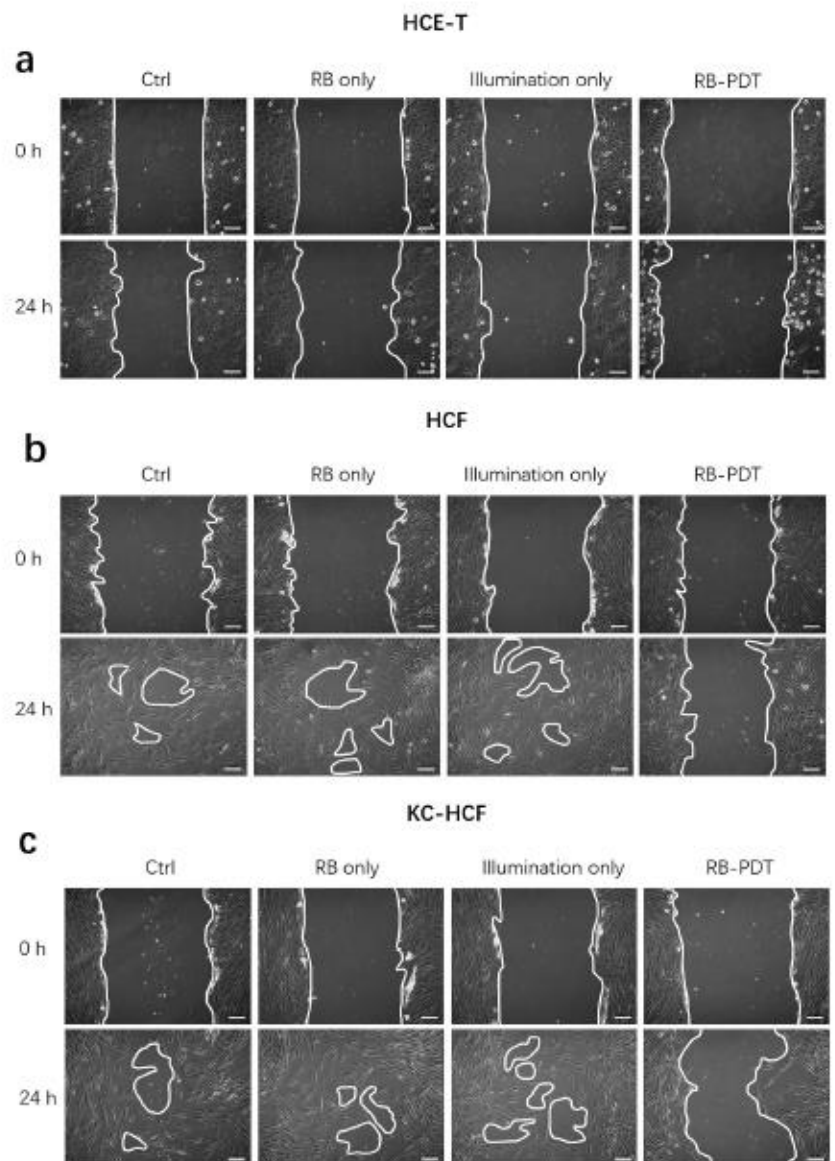 HCE-T
a
Ctrl RB only Illumination only RB-PDT
0 h
24 h
HCF
b
Ctrl RB only Illumination only RB-PDT
0 h
24 h
KC-HCF
c
Ctrl RB only Illumination only RB-PDT
0 h
24 h